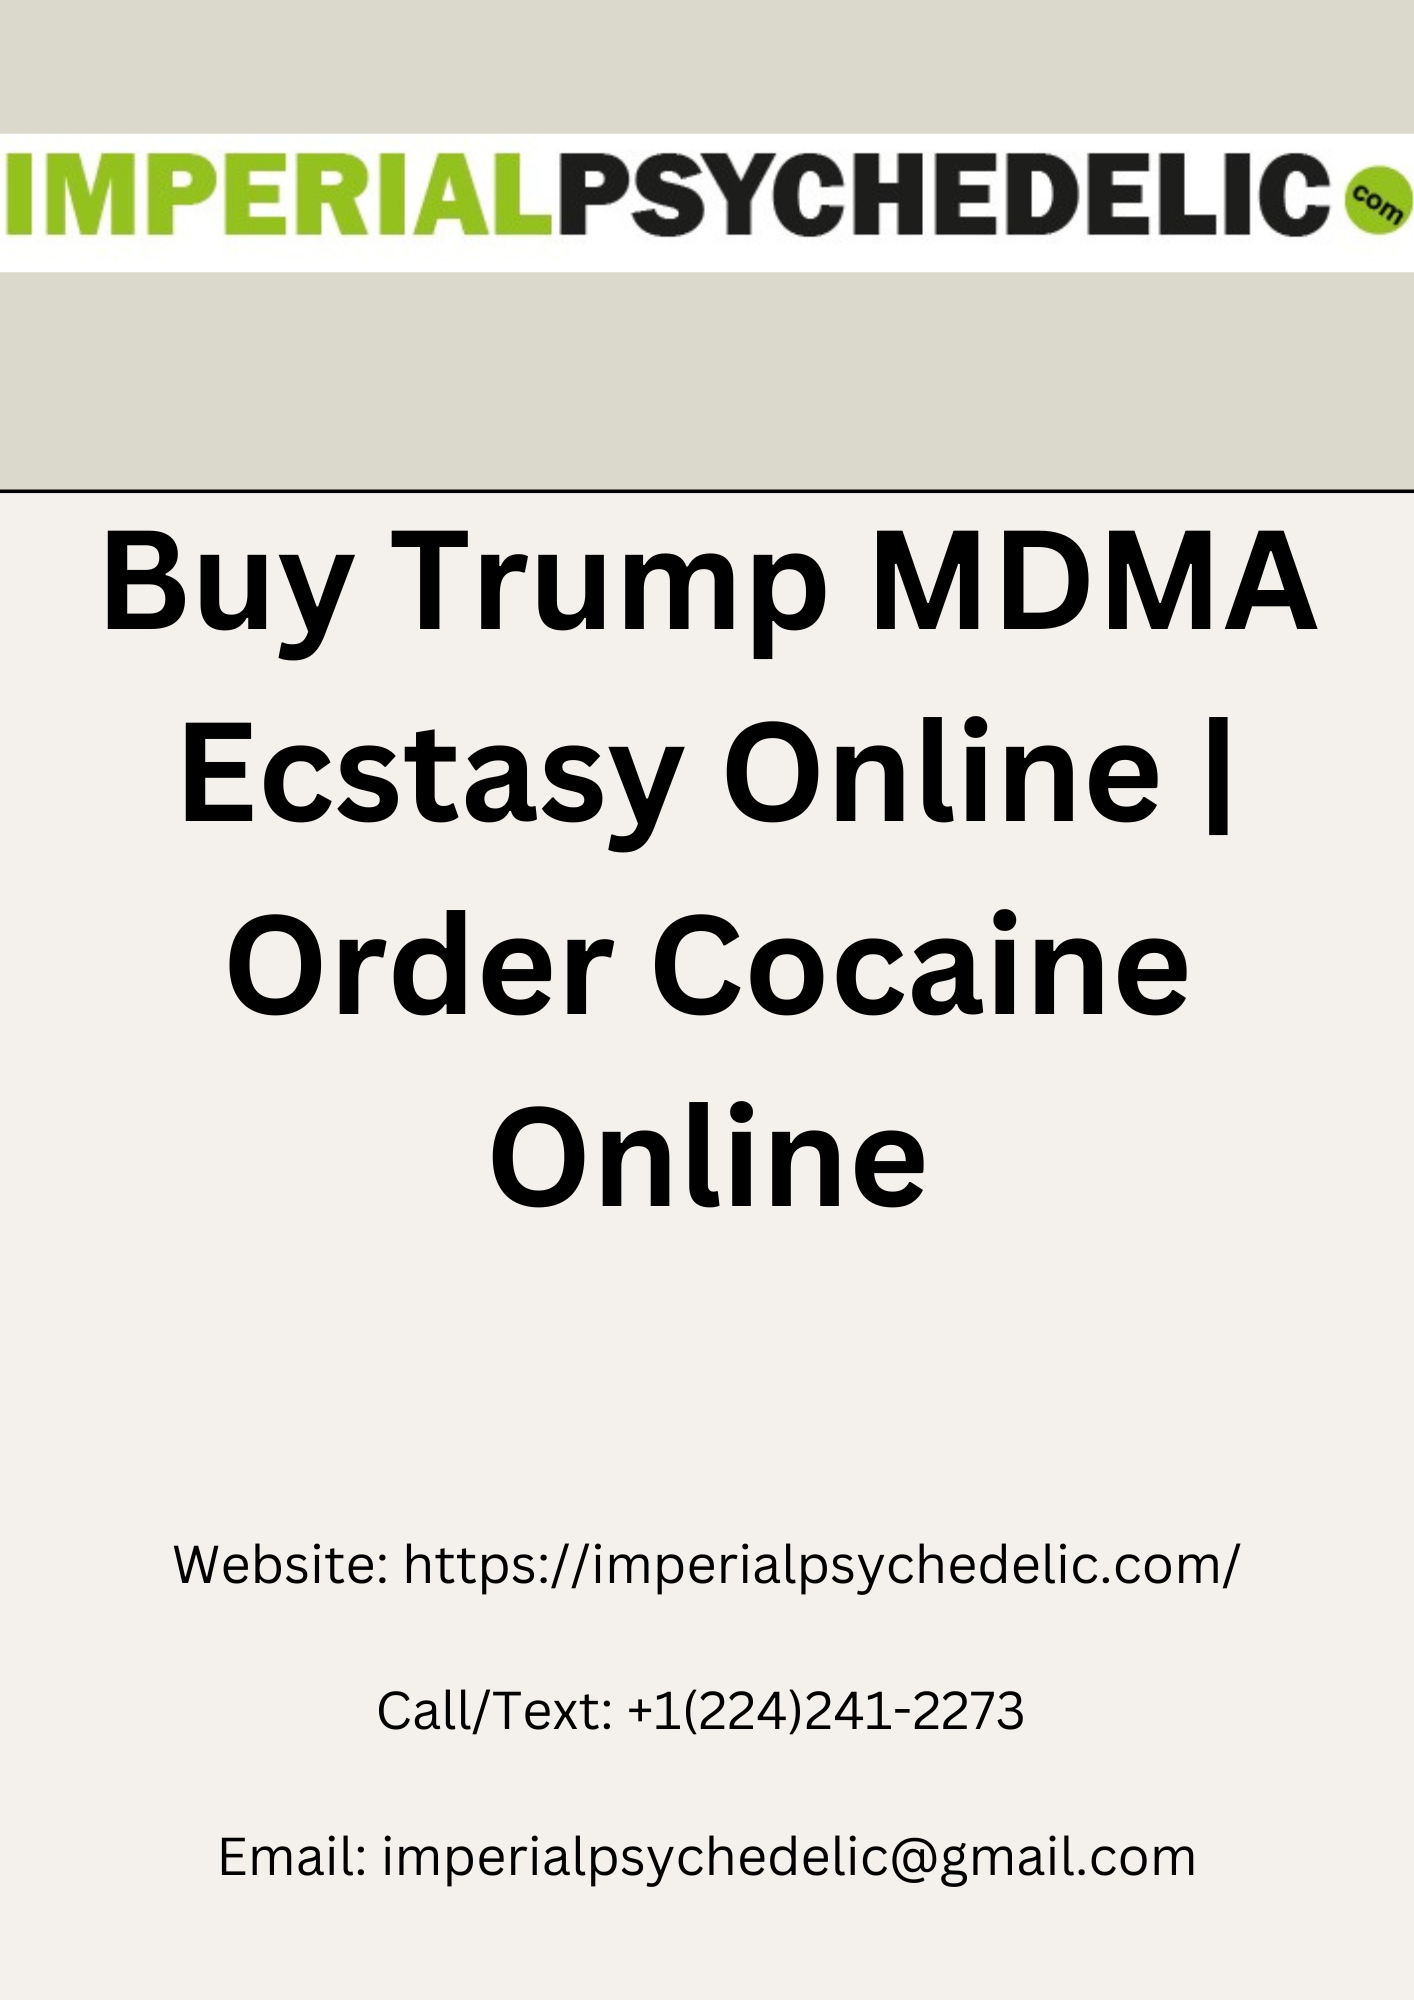 IMPERIALPSYCHEDELIC com
Buy Trump MDMA
Ecstasy Online |
Order Cocaine
Online
Website: https://imperialpsychedelic.com/
Call/Text: +1(224)241-2273
Email: imperialpsychedelic@gmail.com